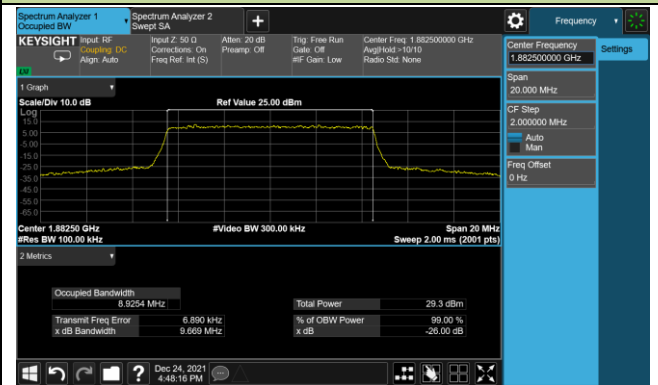 Spectrum Analyzer 1
Occupied BW
Spectrum Analyzer 2
Swept SA
+
Frequency
KEYSIGHT
Input: RF
Coupling: DC
Align: Auto
Input Z: 50 Ω
Corrections: On
Freq Ref: Int (S)
Atten: 20 dB
Preamp: Off
Trig: Free Run
Gate: Off
#IF Gain: Low
Center Freq: 1.882500000 GHz
Avg|Hold:>10/10
Radio Std: None
Center Frequency
1.882500000 GHz
Settings
Span
20.000 MHz
CF Step
2.000000 MHz
Auto
Man
Freq Offset
0 Hz
1 Graph
Scale/Div 10.0 dB
Ref Value 25.00 dBm
Log
15.0
5.00
-5.00
-15.0
-25.0
-35.0
-45.0
-55.0
-65.0
Center 1.88250 GHz
#Res BW 100.00 kHz
#Video BW 300.00 kHz
Span 20 MHz
Sweep 2.00 ms (2001 pts)
2 Metrics
Occupied Bandwidth
8.9254 MHz
Total Power 29.3 dBm
Transmit Freq Error 6.890 kHz
% of OBW Power 99.00 %
x dB Bandwidth 9.669 MHz
x dB -26.00 dB
?
Dec 24, 2021
4:48:16 PM